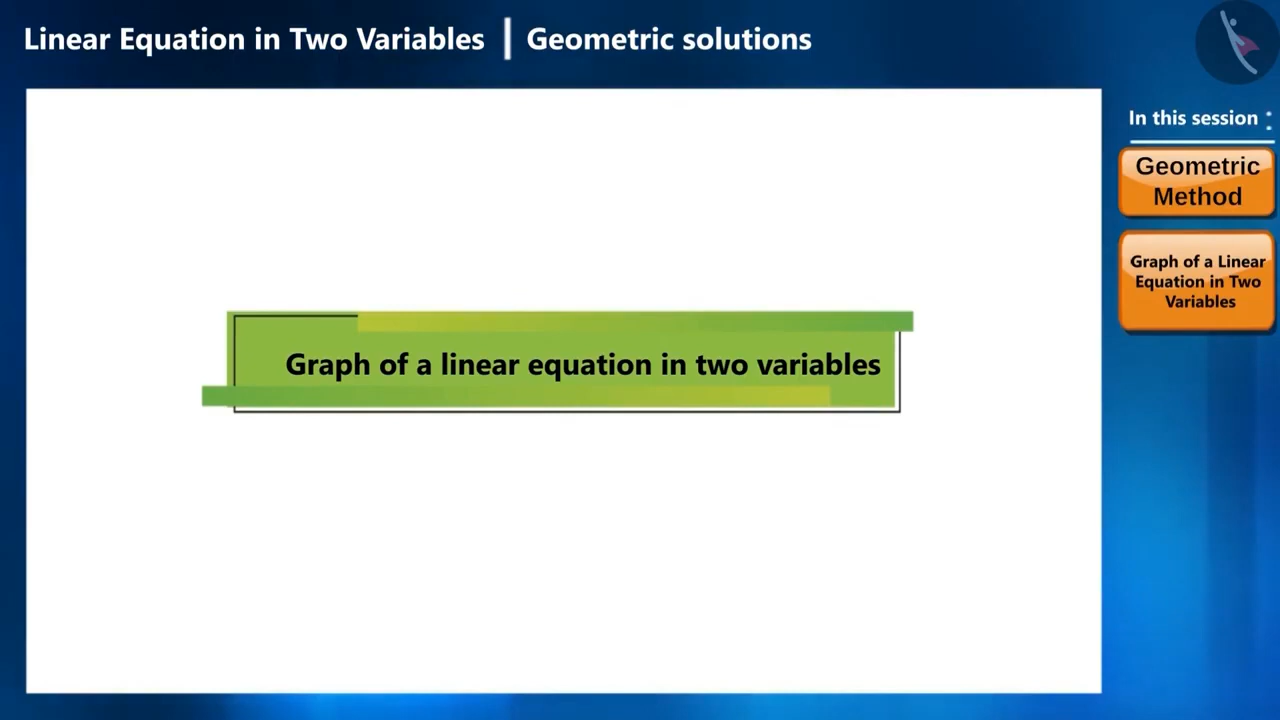 Linear Equation in Two Variables | Geometric solutions
In this session :
Geometric
Method
Graph of a Linear
Equation in Two
Variables
Graph of a linear equation in two variables